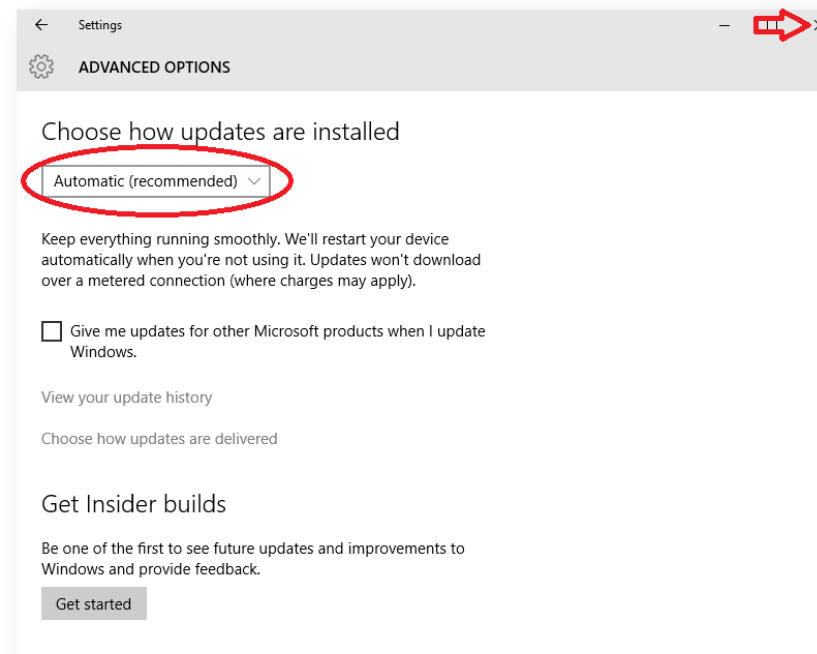 Settings
ADVANCED OPTIONS
Choose how updates are installed
Automatic (recommended)
Keep everything running smoothly. We'll restart your device
automatically when you're not using it. Updates won't download
over a metered connection (where charges may apply).
Give me updates for other Microsoft products when I update
Windows.
View your update history
Choose how updates are delivered
Get Insider builds
Be one of the first to see future updates and improvements to
Windows and provide feedback.
Get started